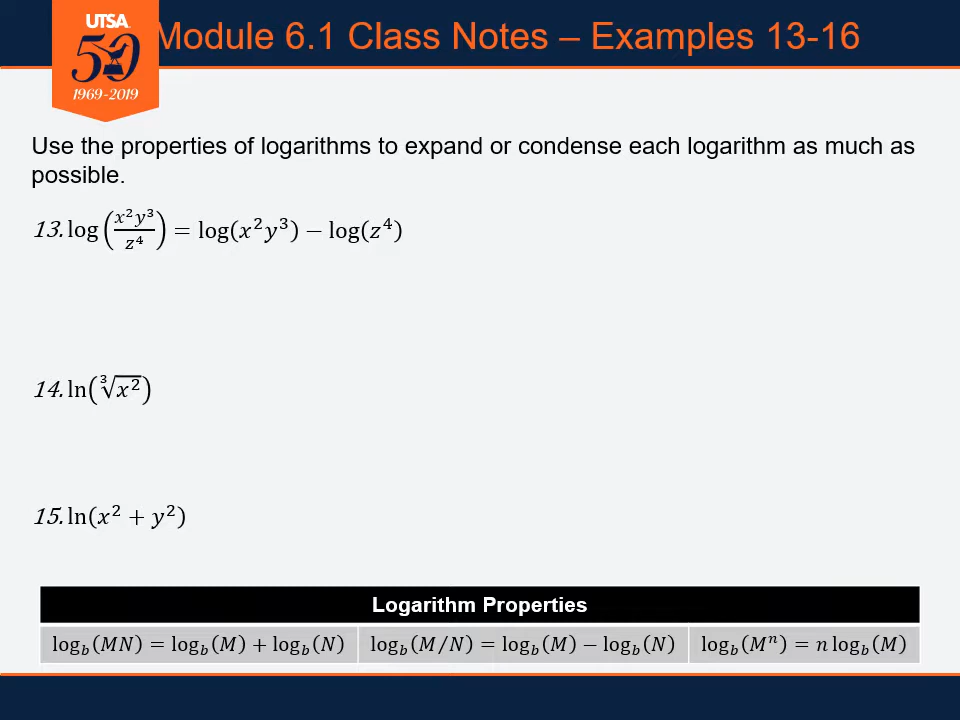 UTSA
50
1969-2019
Module 6.1 Class Notes – Examples 13-16
Use the properties of logarithms to expand or condense each logarithm as much as
possible.
13. log(x²y³/z⁴) = log(x²y³) − log(z⁴)
14. ln(∛x²)
15. ln(x² + y²)
Logarithm Properties
log_b(MN) = log_b(M) + log_b(N) log_b(M/N) = log_b(M) − log_b(N) log_b(Mⁿ) = n log_b(M)